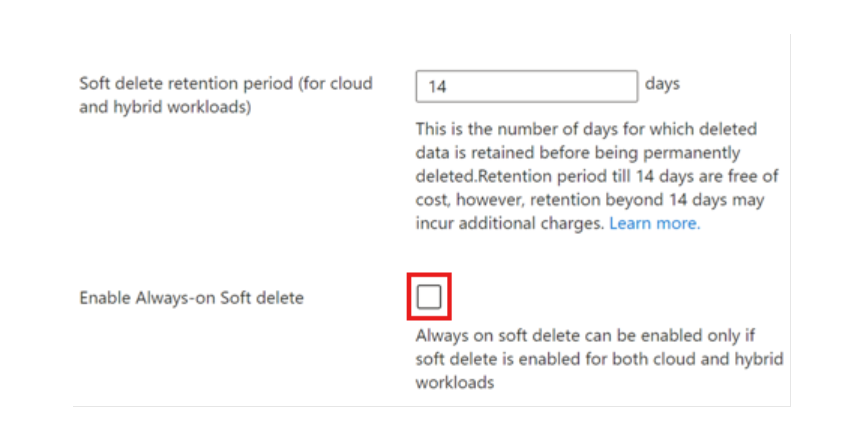 Soft delete retention period (for cloud
and hybrid workloads)
14
days
This is the number of days for which deleted
data is retained before being permanently
deleted.Retention period till 14 days are free of
cost, however, retention beyond 14 days may
incur additional charges. Learn more.
Enable Always-on Soft delete
Always on soft delete can be enabled only if
soft delete is enabled for both cloud and hybrid
workloads